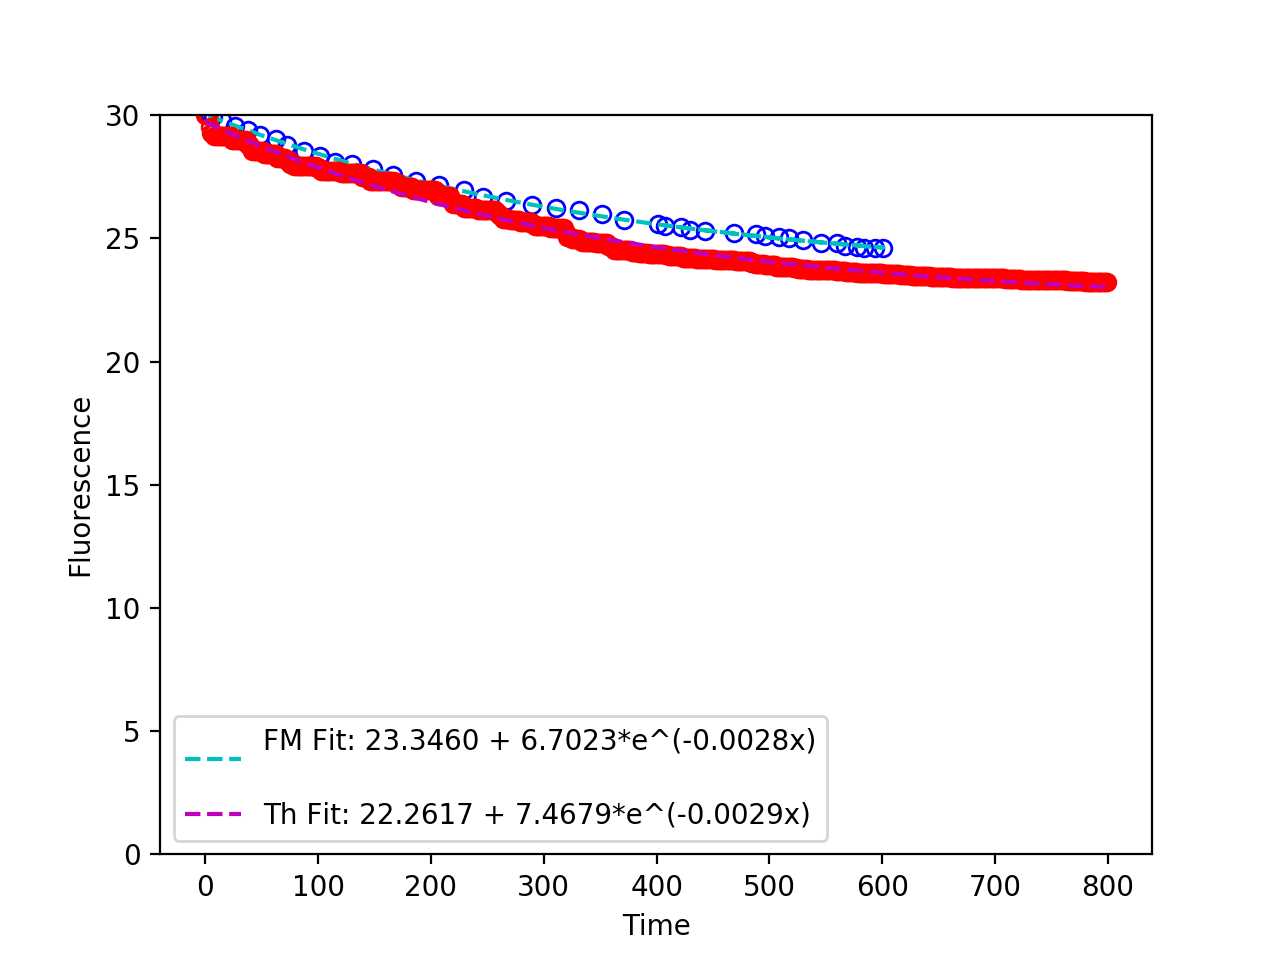 30
25
20
15
10
5
0
Fluorescence
FM Fit: 23.3460 + 6.7023*e^(-0.0028x)
Th Fit: 22.2617 + 7.4679*e^(-0.0029x)
0 100 200 300 400 500 600 700 800
Time